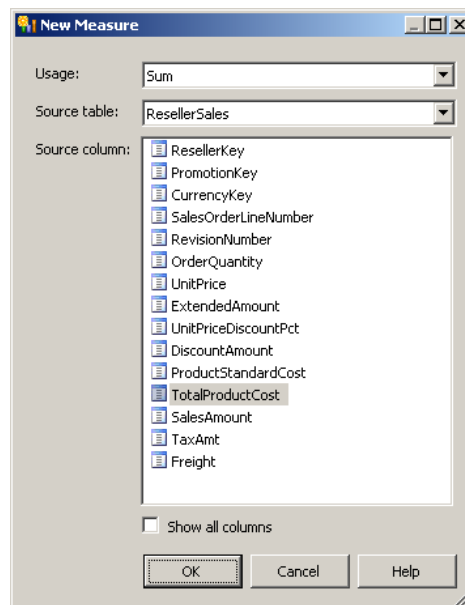 New Measure
Usage: Sum
Source table: ResellerSales
Source column: ResellerKey
PromotionKey
CurrencyKey
SalesOrderLineNumber
RevisionNumber
OrderQuantity
UnitPrice
ExtendedAmount
UnitPriceDiscountPct
DiscountAmount
ProductStandardCost
TotalProductCost
SalesAmount
TaxAmt
Freight
Show all columns
OK Cancel Help